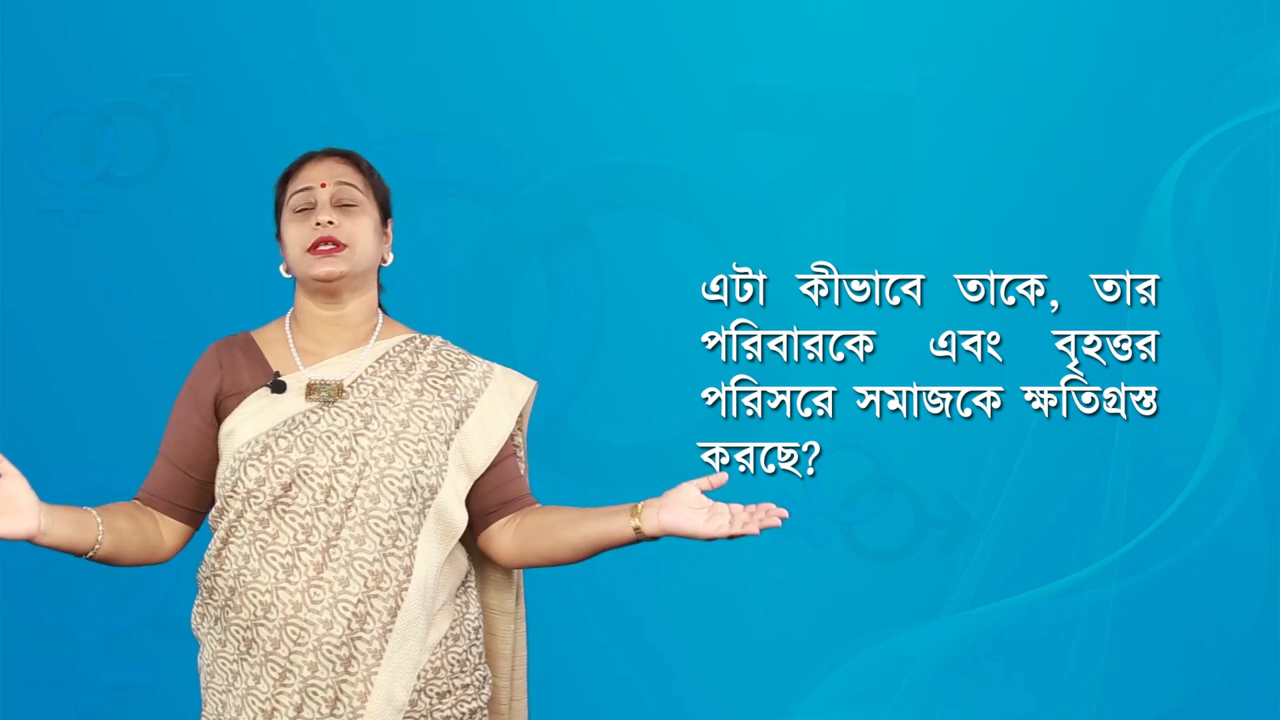 এটা কীভাবে তাকে, তার
পরিবারকে এবং বৃহত্তর
পরিসরে সমাজকে ক্ষতিগ্রস্ত
করছে?